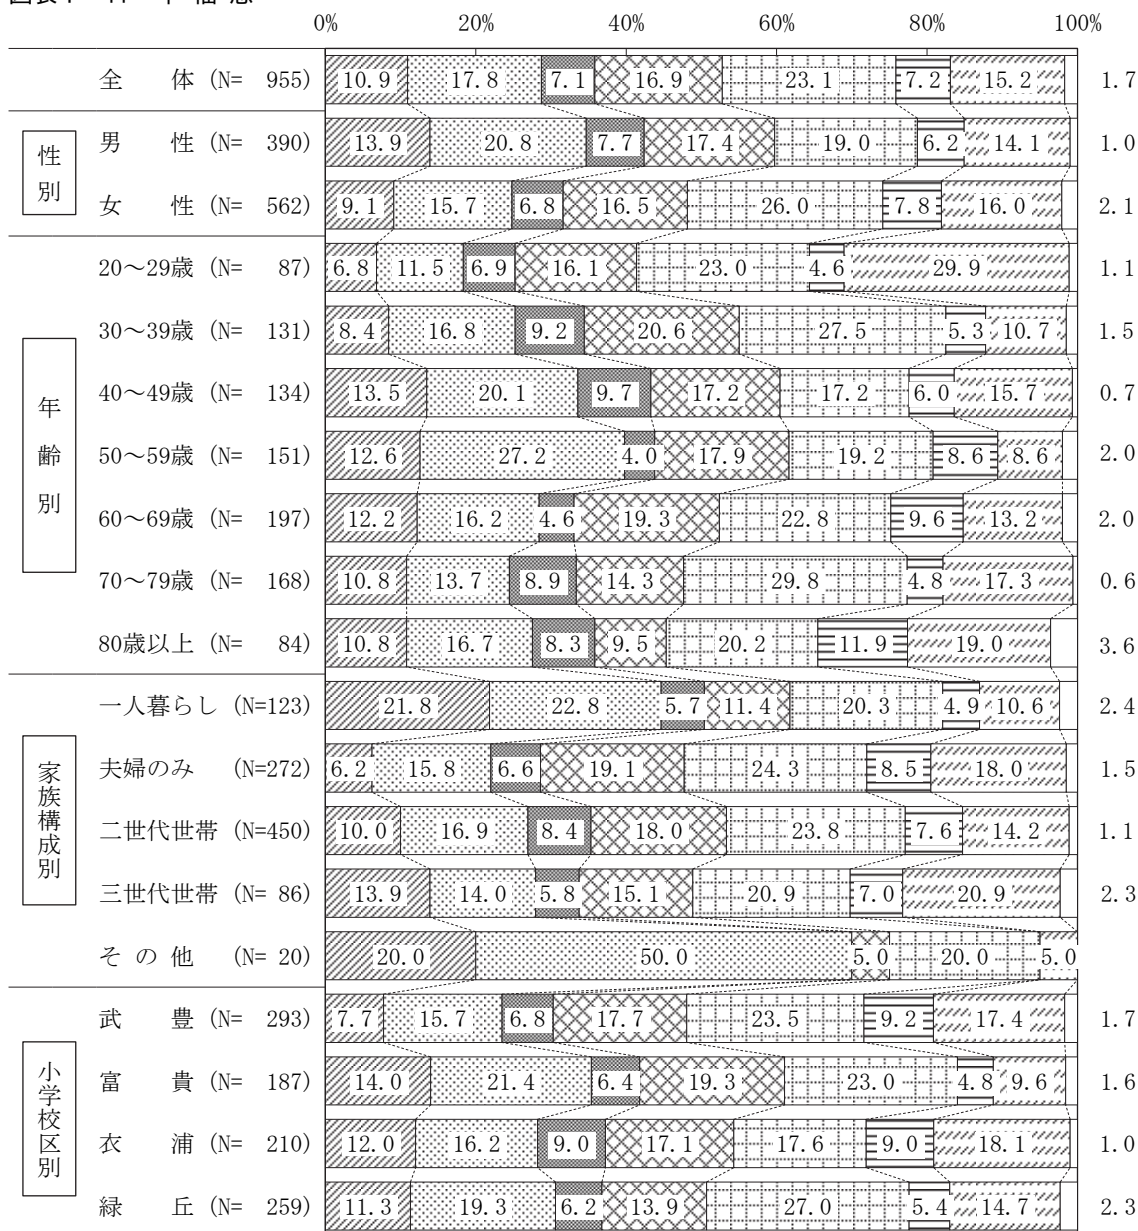 0% 20% 40% 60% 80% 100%
全 体 (N= 955) 10.9 17.8 7.1 16.9 23.1 7.2 15.2 1.7
性別
男 性 (N= 390) 13.9 20.8 7.7 17.4 19.0 6.2 14.1 1.0
女 性 (N= 562) 9.1 15.7 6.8 16.5 26.0 7.8 16.0 2.1
年齢別
20～29歳 (N= 87) 6.8 11.5 6.9 16.1 23.0 4.6 29.9 1.1
30～39歳 (N= 131) 8.4 16.8 9.2 20.6 27.5 5.3 10.7 1.5
40～49歳 (N= 134) 13.5 20.1 9.7 17.2 17.2 6.0 15.7 0.7
50～59歳 (N= 151) 12.6 27.2 4.0 17.9 19.2 8.6 8.6 2.0
60～69歳 (N= 197) 12.2 16.2 4.6 19.3 22.8 9.6 13.2 2.0
70～79歳 (N= 168) 10.8 13.7 8.9 14.3 29.8 4.8 17.3 0.6
80歳以上 (N= 84) 10.8 16.7 8.3 9.5 20.2 11.9 19.0 3.6
家族構成別
一人暮らし (N=123) 21.8 22.8 5.7 11.4 20.3 4.9 10.6 2.4
夫婦のみ (N=272) 6.2 15.8 6.6 19.1 24.3 8.5 18.0 1.5
二世代世帯 (N=450) 10.0 16.9 8.4 18.0 23.8 7.6 14.2 1.1
三世代世帯 (N= 86) 13.9 14.0 5.8 15.1 20.9 7.0 20.9 2.3
そ の 他 (N= 20) 20.0 50.0 5.0 20.0 5.0
小学校区別
武 豊 (N= 293) 7.7 15.7 6.8 17.7 23.5 9.2 17.4 1.7
富 貴 (N= 187) 14.0 21.4 6.4 19.3 23.0 4.8 9.6 1.6
衣 浦 (N= 210) 12.0 16.2 9.0 17.1 17.6 9.0 18.1 1.0
緑 丘 (N= 259) 11.3 19.3 6.2 13.9 27.0 5.4 14.7 2.3